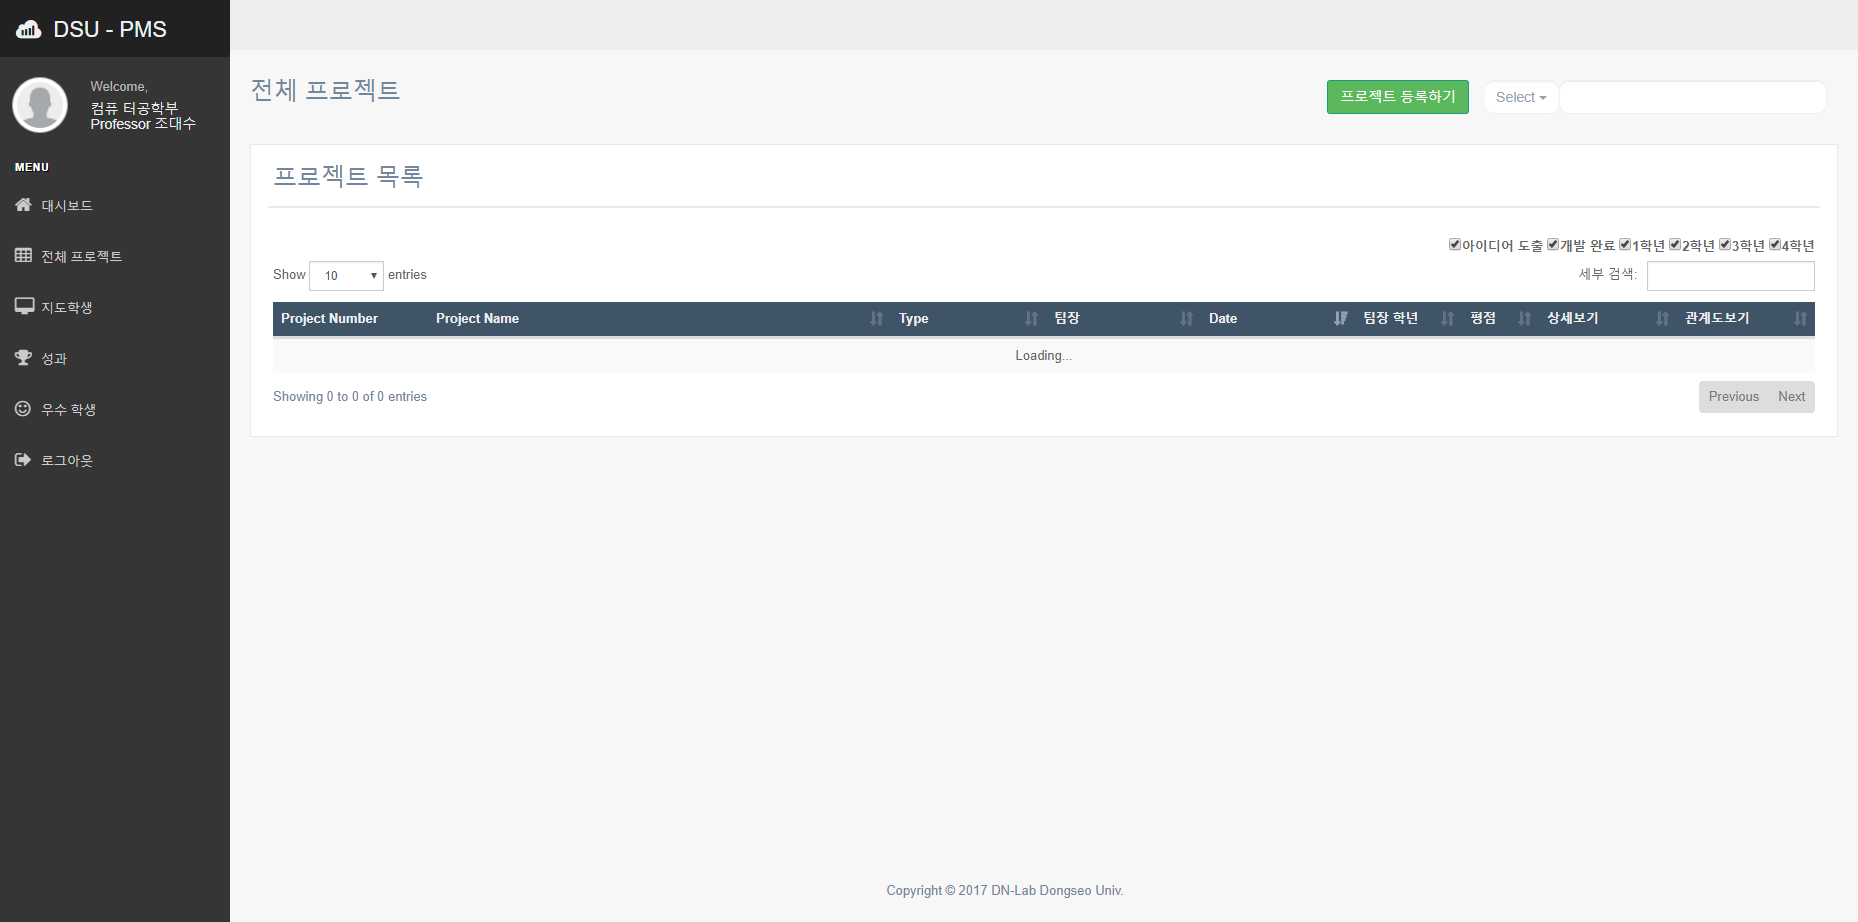 DSU - PMS
Welcome,
컴퓨 터공학부
Professor 조대수
MENU
대시보드
전체 프로젝트
지도학생
성과
우수 학생
로그아웃
전체 프로젝트
프로젝트 등록하기 Select
프로젝트 목록
아이디어 도출 개발 완료 1학년 2학년 3학년 4학년
Show 10 entries 세부 검색:
Project Number Project Name Type 팀장 Date 팀장 학년 평점 상세보기 관계도보기
Loading...
Showing 0 to 0 of 0 entries Previous Next
Copyright © 2017 DN-Lab Dongseo Univ.